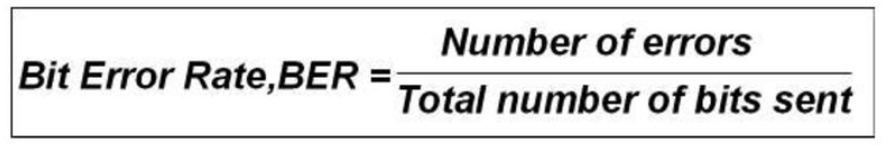 Number of errors
Bit Error Rate,BER =
Total number of bits sent